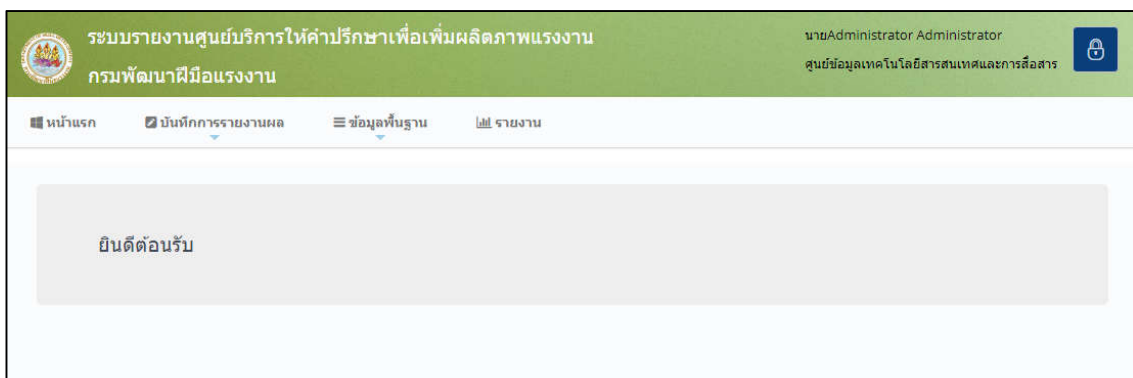 ระบบรายงานศูนย์บริการให้คำปรึกษาเพื่อเพิ่มผลิตภาพแรงงาน
กรมพัฒนาฝีมือแรงงาน
นายAdministrator Administrator
ศูนย์ข้อมูลเทคโนโลยีสารสนเทศและการสื่อสาร
หน้าแรก บันทึกการรายงานผล ข้อมูลพื้นฐาน รายงาน
ยินดีต้อนรับ